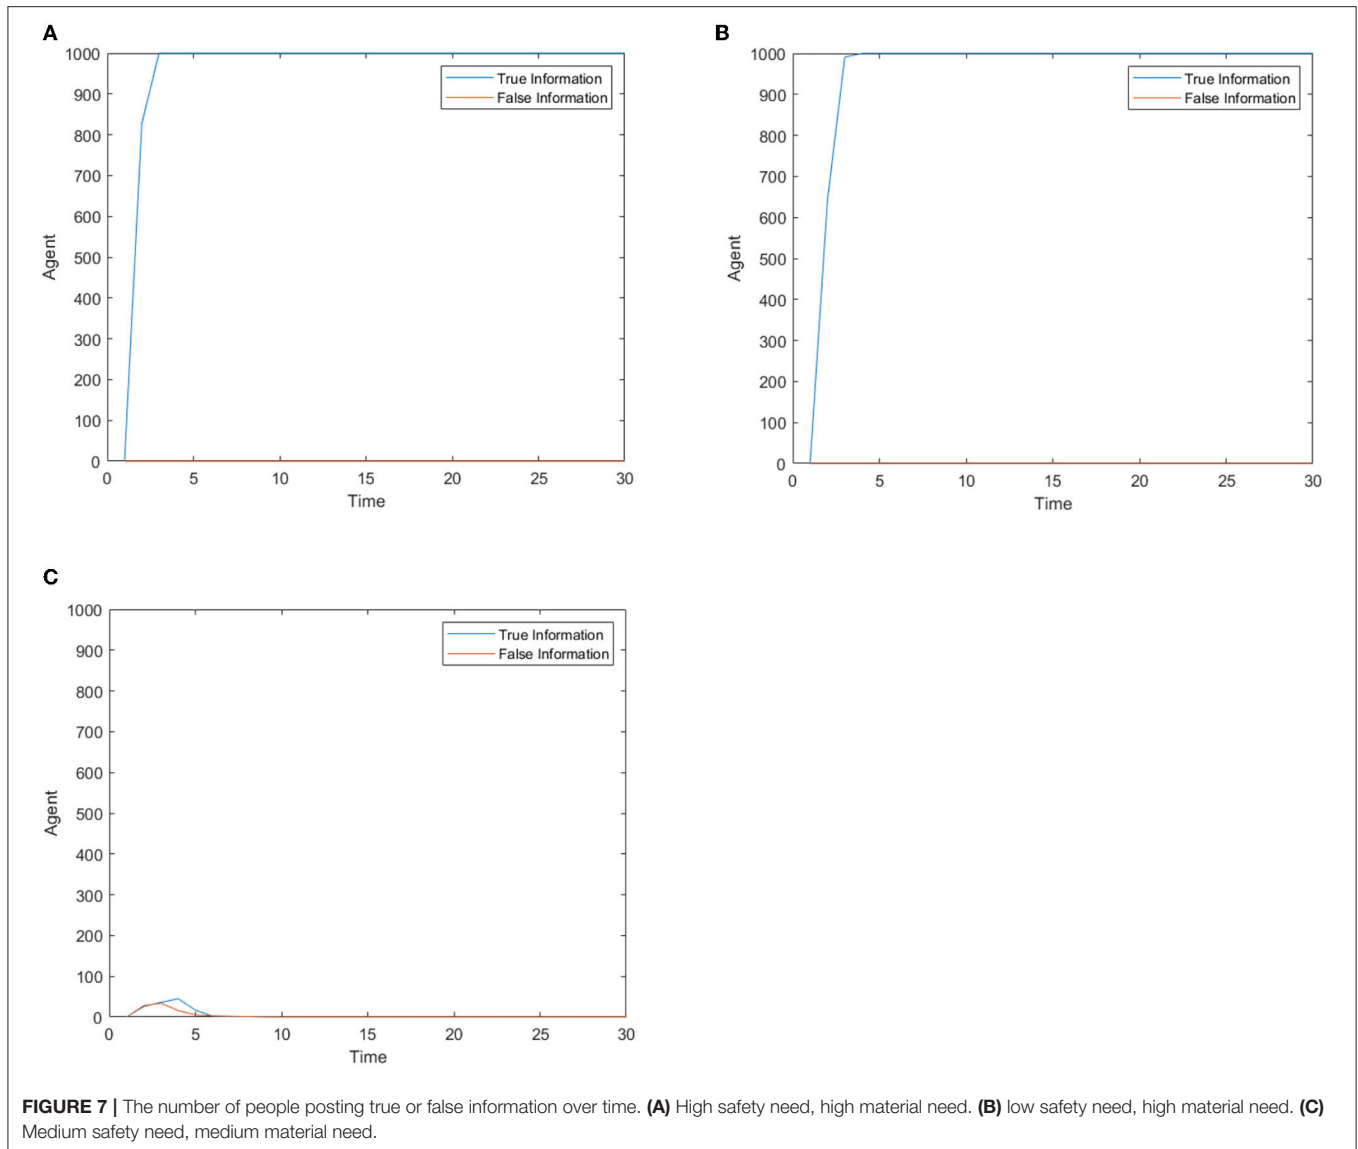 A
1000
900
800
700
600
500
400
300
200
100
0
Agent
0 5 10 15 20 25 30
Time
True Information
False Information
B
1000
900
800
700
600
500
400
300
200
100
0
Agent
0 5 10 15 20 25 30
Time
True Information
False Information
C
1000
900
800
700
600
500
400
300
200
100
0
Agent
0 5 10 15 20 25 30
Time
True Information
False Information
FIGURE 7 | The number of people posting true or false information over time. (A) High safety need, high material need. (B) low safety need, high material need. (C)
Medium safety need, medium material need.